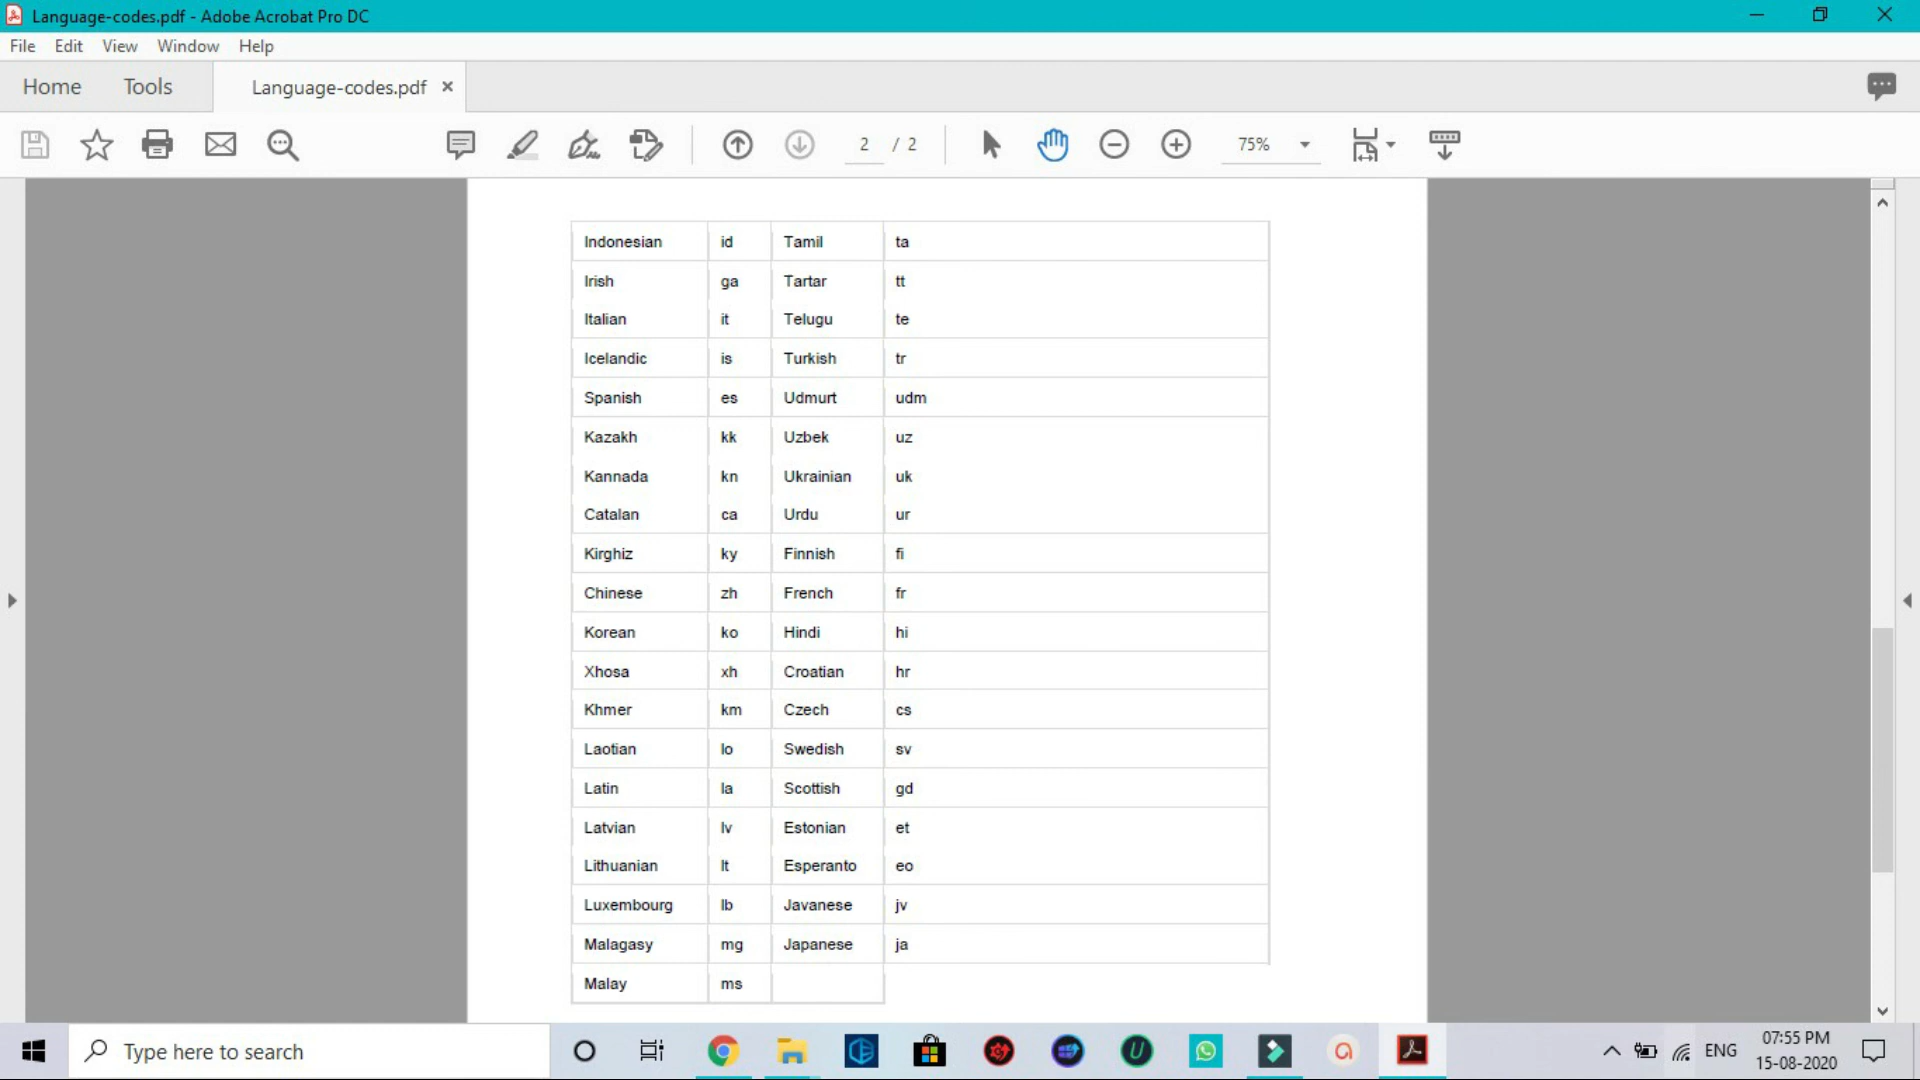 Language-codes.pdf - Adobe Acrobat Pro DC
File Edit View Window Help
Home Tools Language-codes.pdf ×
2 / 2 75%
Indonesian id Tamil ta
Irish ga Tartar tt
Italian it Telugu te
Icelandic is Turkish tr
Spanish es Udmurt udm
Kazakh kk Uzbek uz
Kannada kn Ukrainian uk
Catalan ca Urdu ur
Kirghiz ky Finnish fi
Chinese zh French fr
Korean ko Hindi hi
Xhosa xh Croatian hr
Khmer km Czech cs
Laotian lo Swedish sv
Latin la Scottish gd
Latvian lv Estonian et
Lithuanian lt Esperanto eo
Luxembourg lb Javanese jv
Malagasy mg Japanese ja
Malay ms
Type here to search
ENG
07:55 PM
15-08-2020